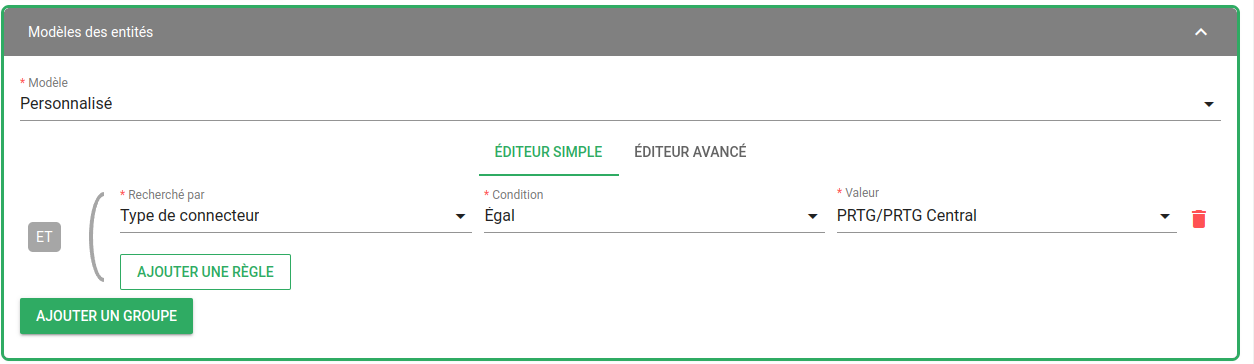 Modèles des entités
* Modèle
Personnalisé
ÉDITEUR SIMPLE ÉDITEUR AVANCÉ
* Recherché par * Condition * Valeur
Type de connecteur Égal PRTG/PRTG Central
ET
AJOUTER UNE RÈGLE
AJOUTER UN GROUPE